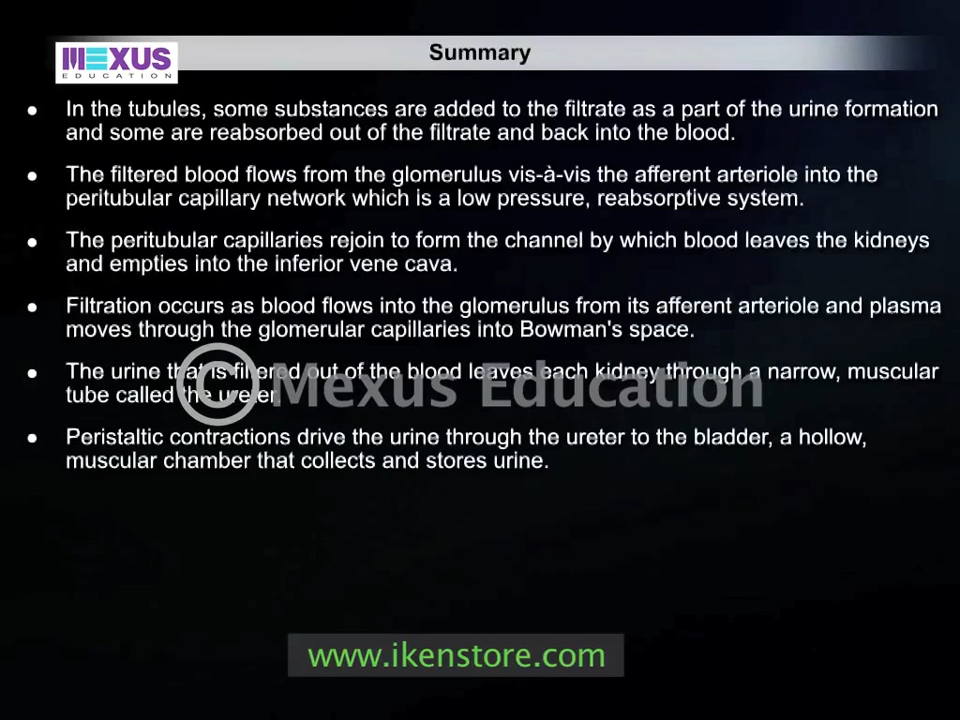 MEXUS
EDUCATION
Summary
In the tubules, some substances are added to the filtrate as a part of the urine formation
and some are reabsorbed out of the filtrate and back into the blood.
The filtered blood flows from the glomerulus vis-à-vis the afferent arteriole into the
peritubular capillary network which is a low pressure, reabsorptive system.
The peritubular capillaries rejoin to form the channel by which blood leaves the kidneys
and empties into the inferior vene cava.
Filtration occurs as blood flows into the glomerulus from its afferent arteriole and plasma
moves through the glomerular capillaries into Bowman's space.
The urine that is filtered out of the blood leaves each kidney through a narrow, muscular
tube called the ureter.
© Mexus Education
Peristaltic contractions drive the urine through the ureter to the bladder, a hollow,
muscular chamber that collects and stores urine.
www.ikenstore.com